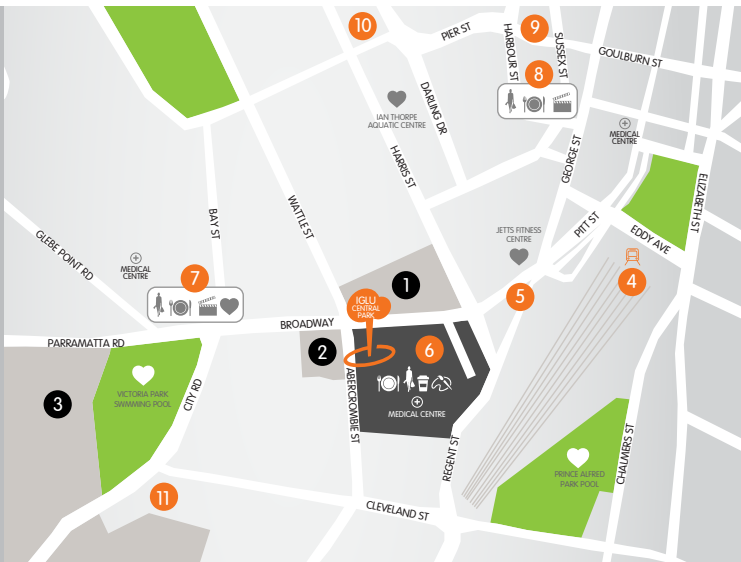 10
PIER ST
HARBOUR ST
9
SUSSEX ST
GOULBURN ST
8
DARLING DR
IAN THORPE
AQUATIC CENTRE
MEDICAL
CENTRE
HARRIS ST
GEORGE ST
ELIZABETH ST
WATTLE ST
BAY ST
PITT ST
EDDY AVE
GLEBE POINT RD
JETTS FITNESS
CENTRE
MEDICAL
CENTRE
7
4
1
5
IGLU
CENTRAL
PARK
BROADWAY
PARRAMATTA RD
2
6
ABERCROMBIE ST
MEDICAL CENTRE
3
VICTORIA PARK
SWIMMING POOL
CITY RD
REGENT ST
CHALMERS ST
PRINCE ALFRED
PARK POOL
11
CLEVELAND ST